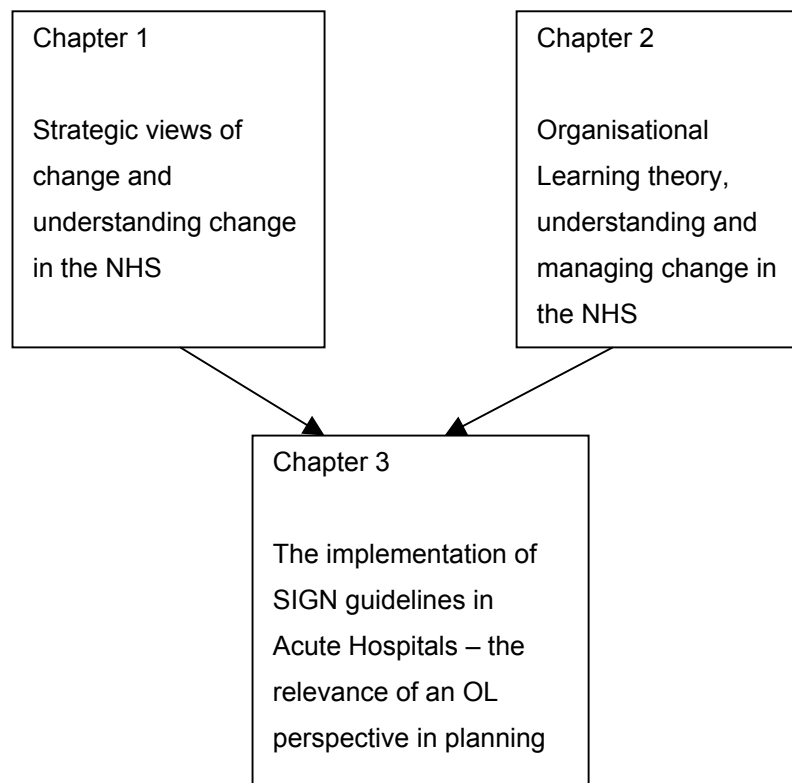 Chapter 1
Strategic views of
change and
understanding change
in the NHS
Chapter 2
Organisational
Learning theory,
understanding and
managing change in
the NHS
Chapter 3
The implementation of
SIGN guidelines in
Acute Hospitals – the
relevance of an OL
perspective in planning